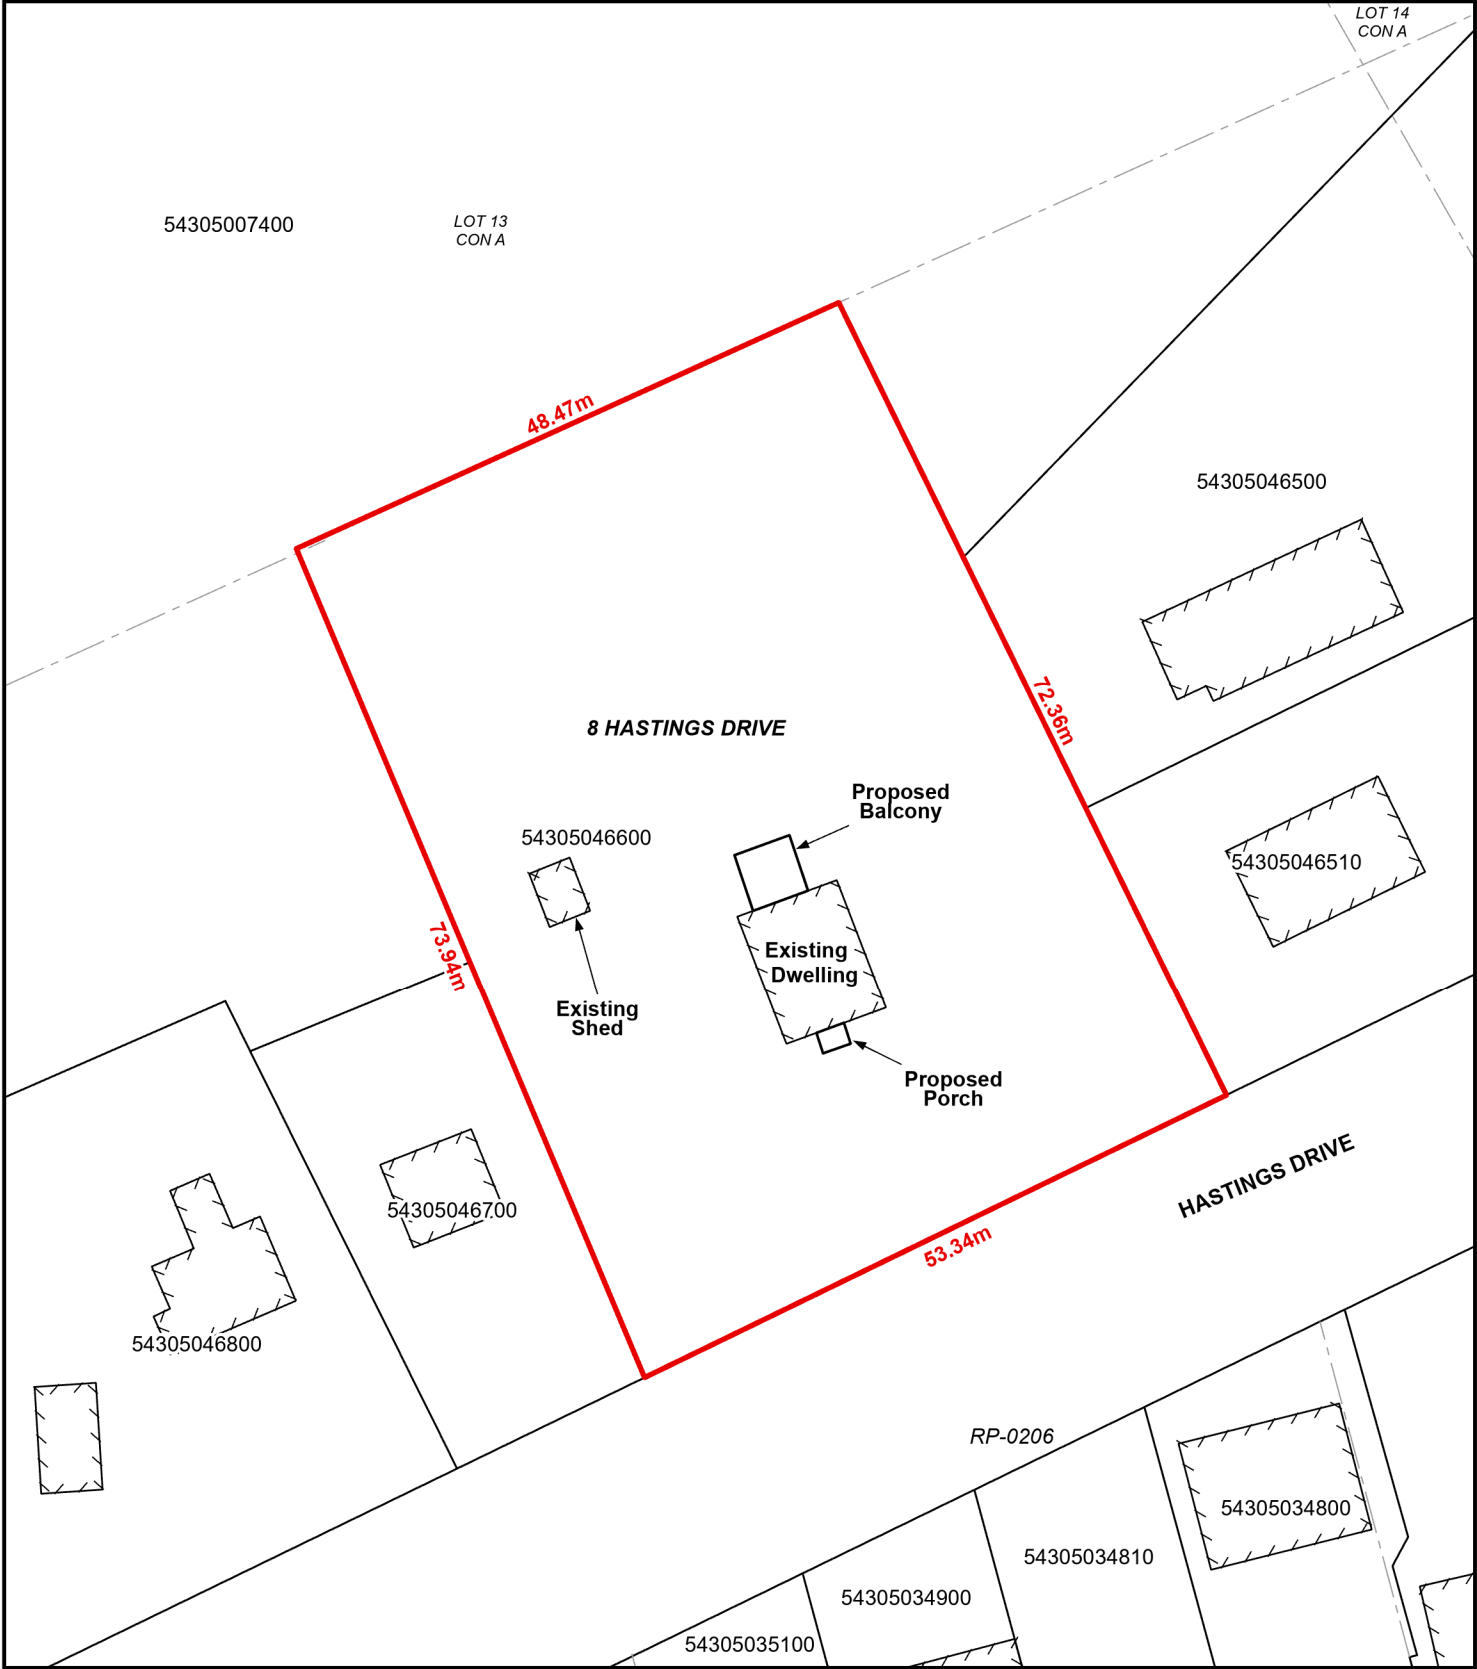 LOT 14
CON A
54305007400
LOT 13
CON A
48.47m
54305046500
72.36m
8 HASTINGS DRIVE
Proposed
Balcony
54305046600
54305046510
73.94m
Existing
Dwelling
Existing
Shed
Proposed
Porch
HASTINGS DRIVE
54305046700
53.34m
54305046800
RP-0206
54305034800
54305034810
54305034900
54305035100